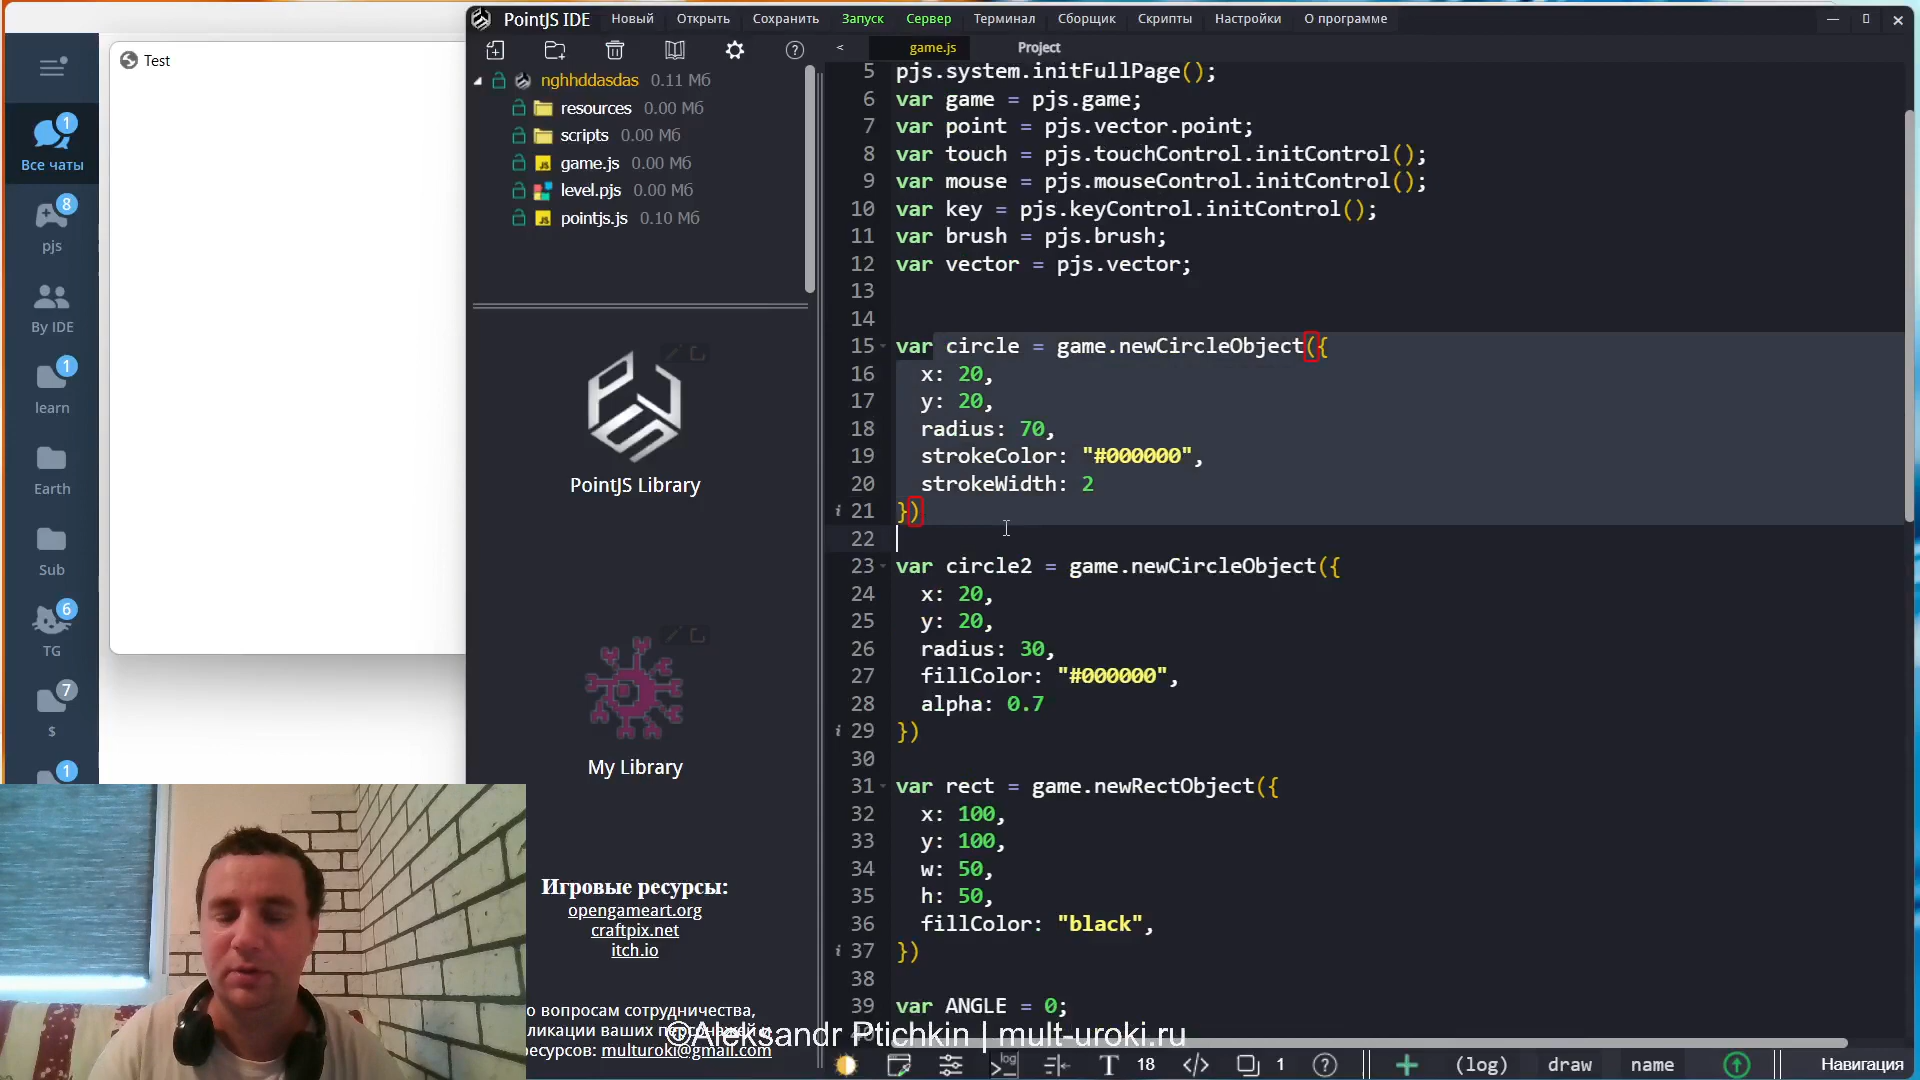 PointJS IDE Новый Открыть Сохранить Запуск Сервер Терминал Сборщик Скрипты Настройки О программе
< game.js Project
Test
1
Все чаты
8
pjs
By IDE
1
learn
Earth
Sub
6
TG
7
$
1
nghhddasdas 0.11 Мб
resources 0.00 Мб
scripts 0.00 Мб
game.js 0.00 Мб
level.pjs 0.00 Мб
pointjs.js 0.10 Мб
PointJS Library
My Library
Игровые ресурсы:
opengameart.org
craftpix.net
itch.io
о вопросам сотрудничества,
ликации ваших персонажей и
есурсов: multuroki@gmail.com
5 pjs.system.initFullPage();
6 var game = pjs.game;
7 var point = pjs.vector.point;
8 var touch = pjs.touchControl.initControl();
9 var mouse = pjs.mouseControl.initControl();
10 var key = pjs.keyControl.initControl();
11 var brush = pjs.brush;
12 var vector = pjs.vector;
13
14
15 var circle = game.newCircleObject({
16 x: 20,
17 y: 20,
18 radius: 70,
19 strokeColor: "#000000",
20 strokeWidth: 2
21 })
22
23 var circle2 = game.newCircleObject({
24 x: 20,
25 y: 20,
26 radius: 30,
27 fillColor: "#000000",
28 alpha: 0.7
29 })
30
31 var rect = game.newRectObject({
32 x: 100,
33 y: 100,
34 w: 50,
35 h: 50,
36 fillColor: "black",
37 })
38
39 var ANGLE = 0;
©Aleksandr Ptichkin | mult-uroki.ru
T 18 </> 1 (log) draw name Навигация